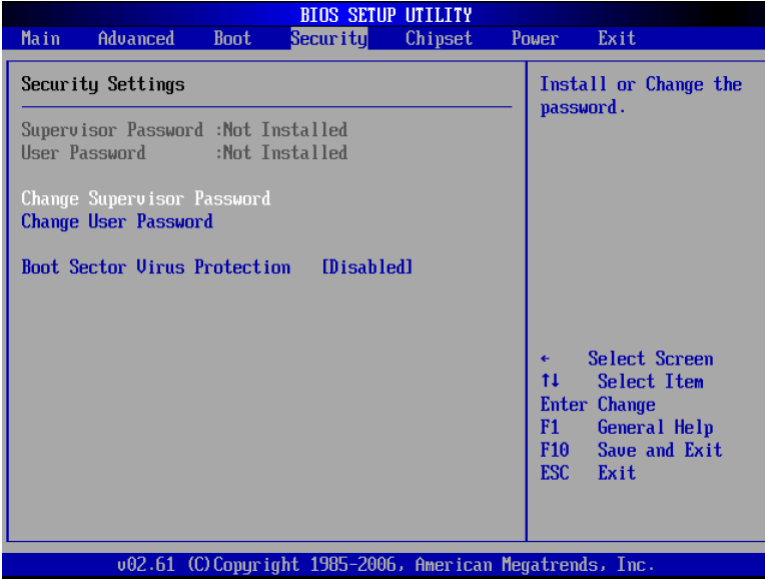 BIOS SETUP UTILITY
Main Advanced Boot Security Chipset Power Exit
Security Settings
Supervisor Password :Not Installed
User Password :Not Installed
Change Supervisor Password
Change User Password
Boot Sector Virus Protection [Disabled]
Install or Change the
password.
← Select Screen
↑↓ Select Item
Enter Change
F1 General Help
F10 Save and Exit
ESC Exit
v02.61 (C)Copyright 1985-2006, American Megatrends, Inc.